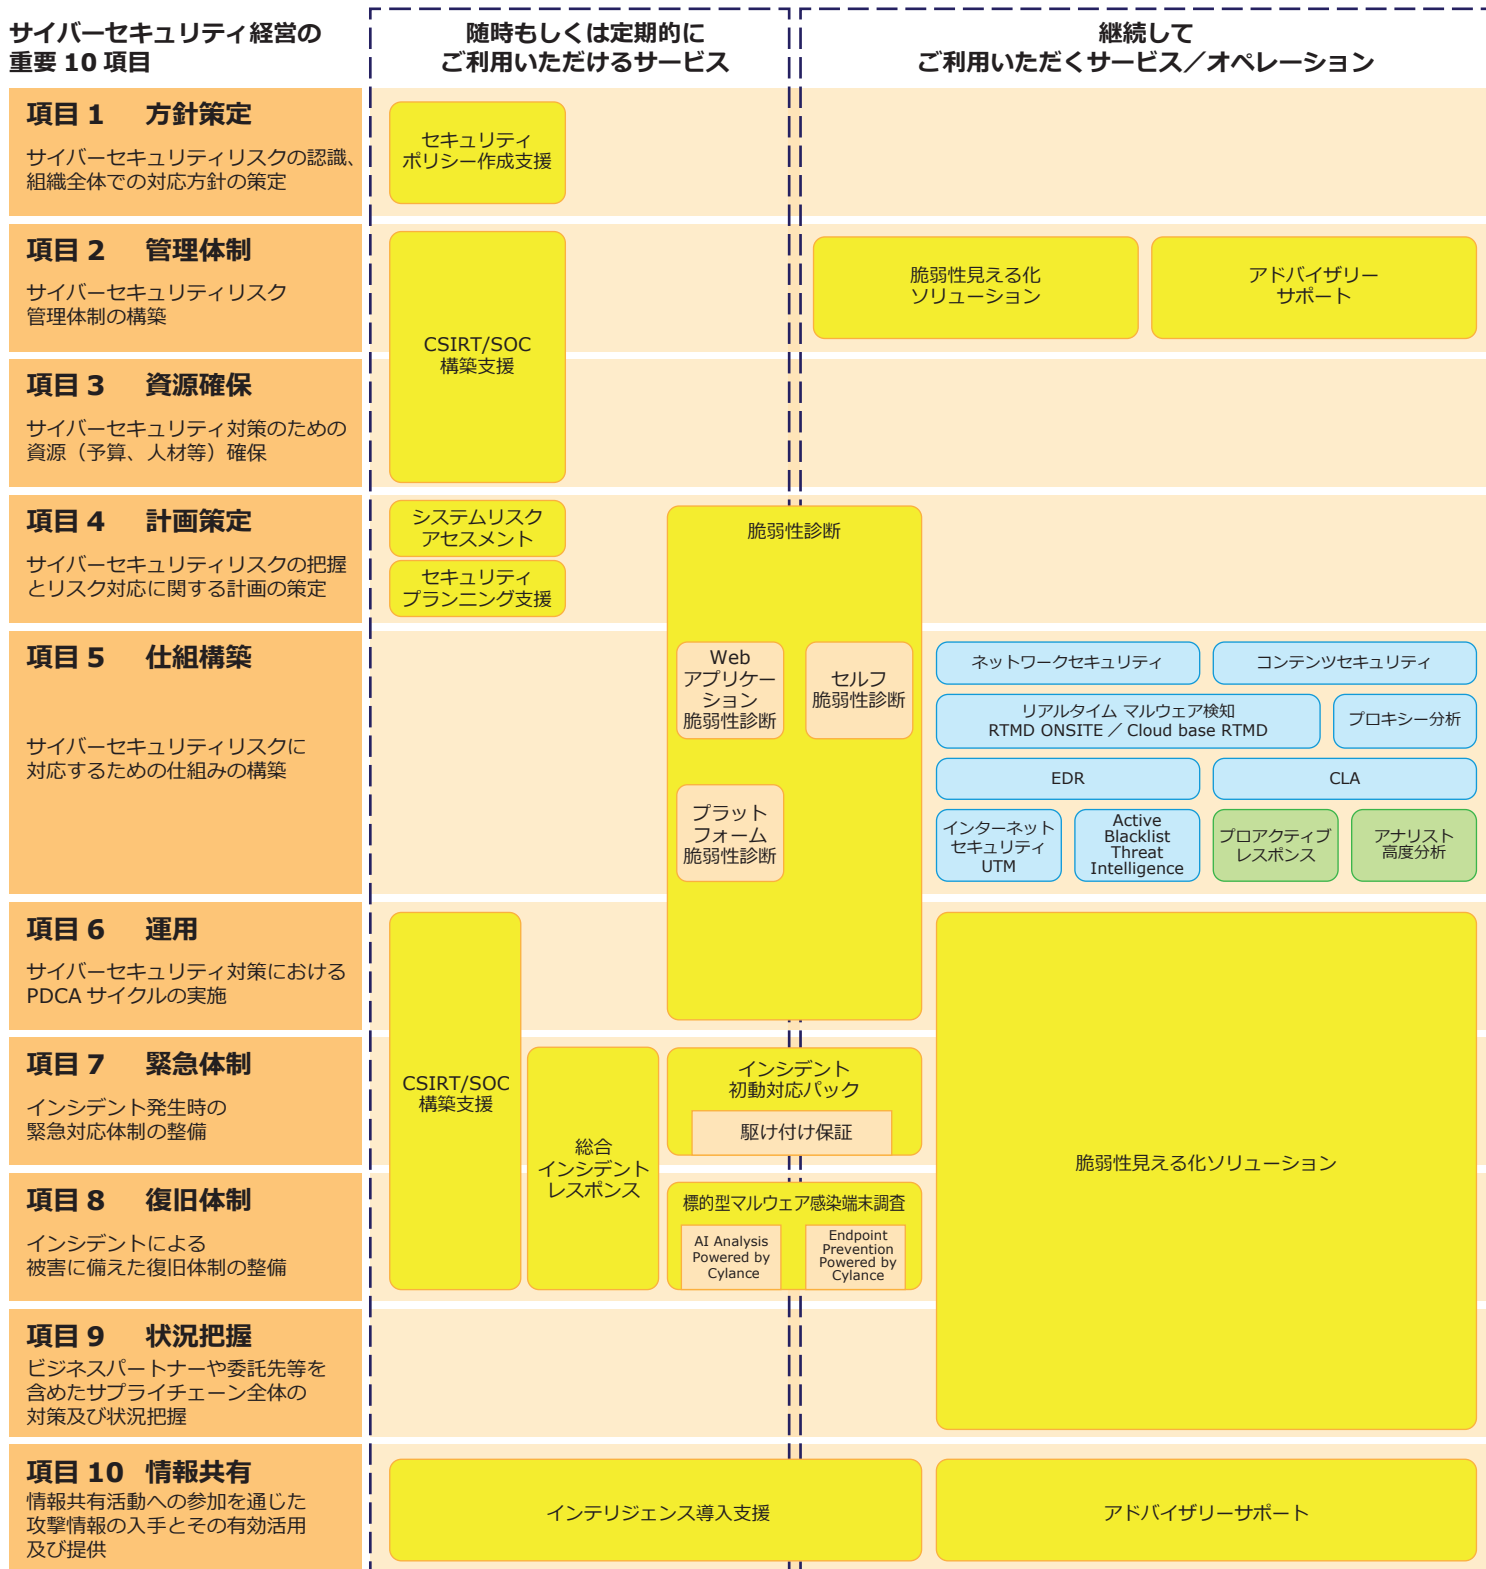 サイバーセキュリティ経営の
重要 10 項目
随時もしくは定期的に
ご利用いただけるサービス
継続して
ご利用いただくサービス／オペレーション
項目 1 方針策定
サイバーセキュリティリスクの認識、
組織全体での対応方針の策定
セキュリティ
ポリシー作成支援
項目 2 管理体制
サイバーセキュリティリスク
管理体制の構築
CSIRT/SOC
構築支援
脆弱性見える化
ソリューション
アドバイザリー
サポート
項目 3 資源確保
サイバーセキュリティ対策のための
資源（予算、人材等）確保
項目 4 計画策定
サイバーセキュリティリスクの把握
とリスク対応に関する計画の策定
システムリスク
アセスメント
セキュリティ
プランニング支援
脆弱性診断
項目 5 仕組構築
サイバーセキュリティリスクに
対応するための仕組みの構築
Web
アプリケー
ション
脆弱性診断
セルフ
脆弱性診断
プラット
フォーム
脆弱性診断
ネットワークセキュリティ
コンテンツセキュリティ
リアルタイム マルウェア検知
RTMD ONSITE ／ Cloud base RTMD
プロキシー分析
EDR
CLA
インターネット
セキュリティ
UTM
Active
Blacklist
Threat
Intelligence
プロアクティブ
レスポンス
アナリスト
高度分析
項目 6 運用
サイバーセキュリティ対策における
PDCA サイクルの実施
CSIRT/SOC
構築支援
脆弱性見える化ソリューション
項目 7 緊急体制
インシデント発生時の
緊急対応体制の整備
総合
インシデント
レスポンス
インシデント
初動対応パック
駆け付け保証
項目 8 復旧体制
インシデントによる
被害に備えた復旧体制の整備
標的型マルウェア感染端末調査
AI Analysis
Powered by
Cylance
Endpoint
Prevention
Powered by
Cylance
項目 9 状況把握
ビジネスパートナーや委託先等を
含めたサプライチェーン全体の
対策及び状況把握
項目 10 情報共有
情報共有活動への参加を通じた
攻撃情報の入手とその有効活用
及び提供
インテリジェンス導入支援
アドバイザリーサポート